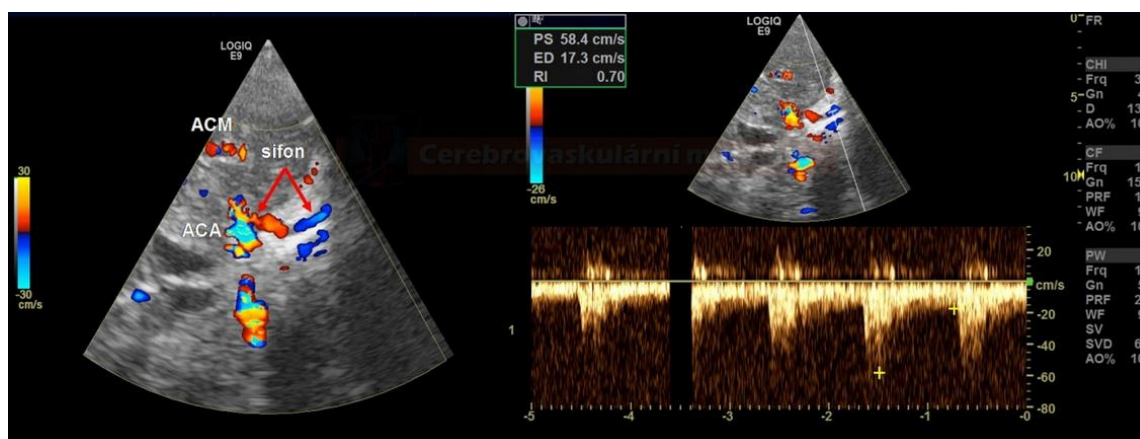 LOGIQ
E9
ACM
sifon
ACA
30
-30
cm/s
PS 58.4 cm/s
ED 17.3 cm/s
RI 0.70
-26
cm/s
LOGIQ
E9
Cerebrovaskulární
0
5
10
FR
CHI
Frq
Gn
D
AO%
CF
Frq
Gn
PRF
WF
AO%
PW
Frq
Gn
PRF
WF
SV
SVD
AO%
1
cm/s
-20
-40
-60
-80
-5
-4
-3
-2
-1
-0